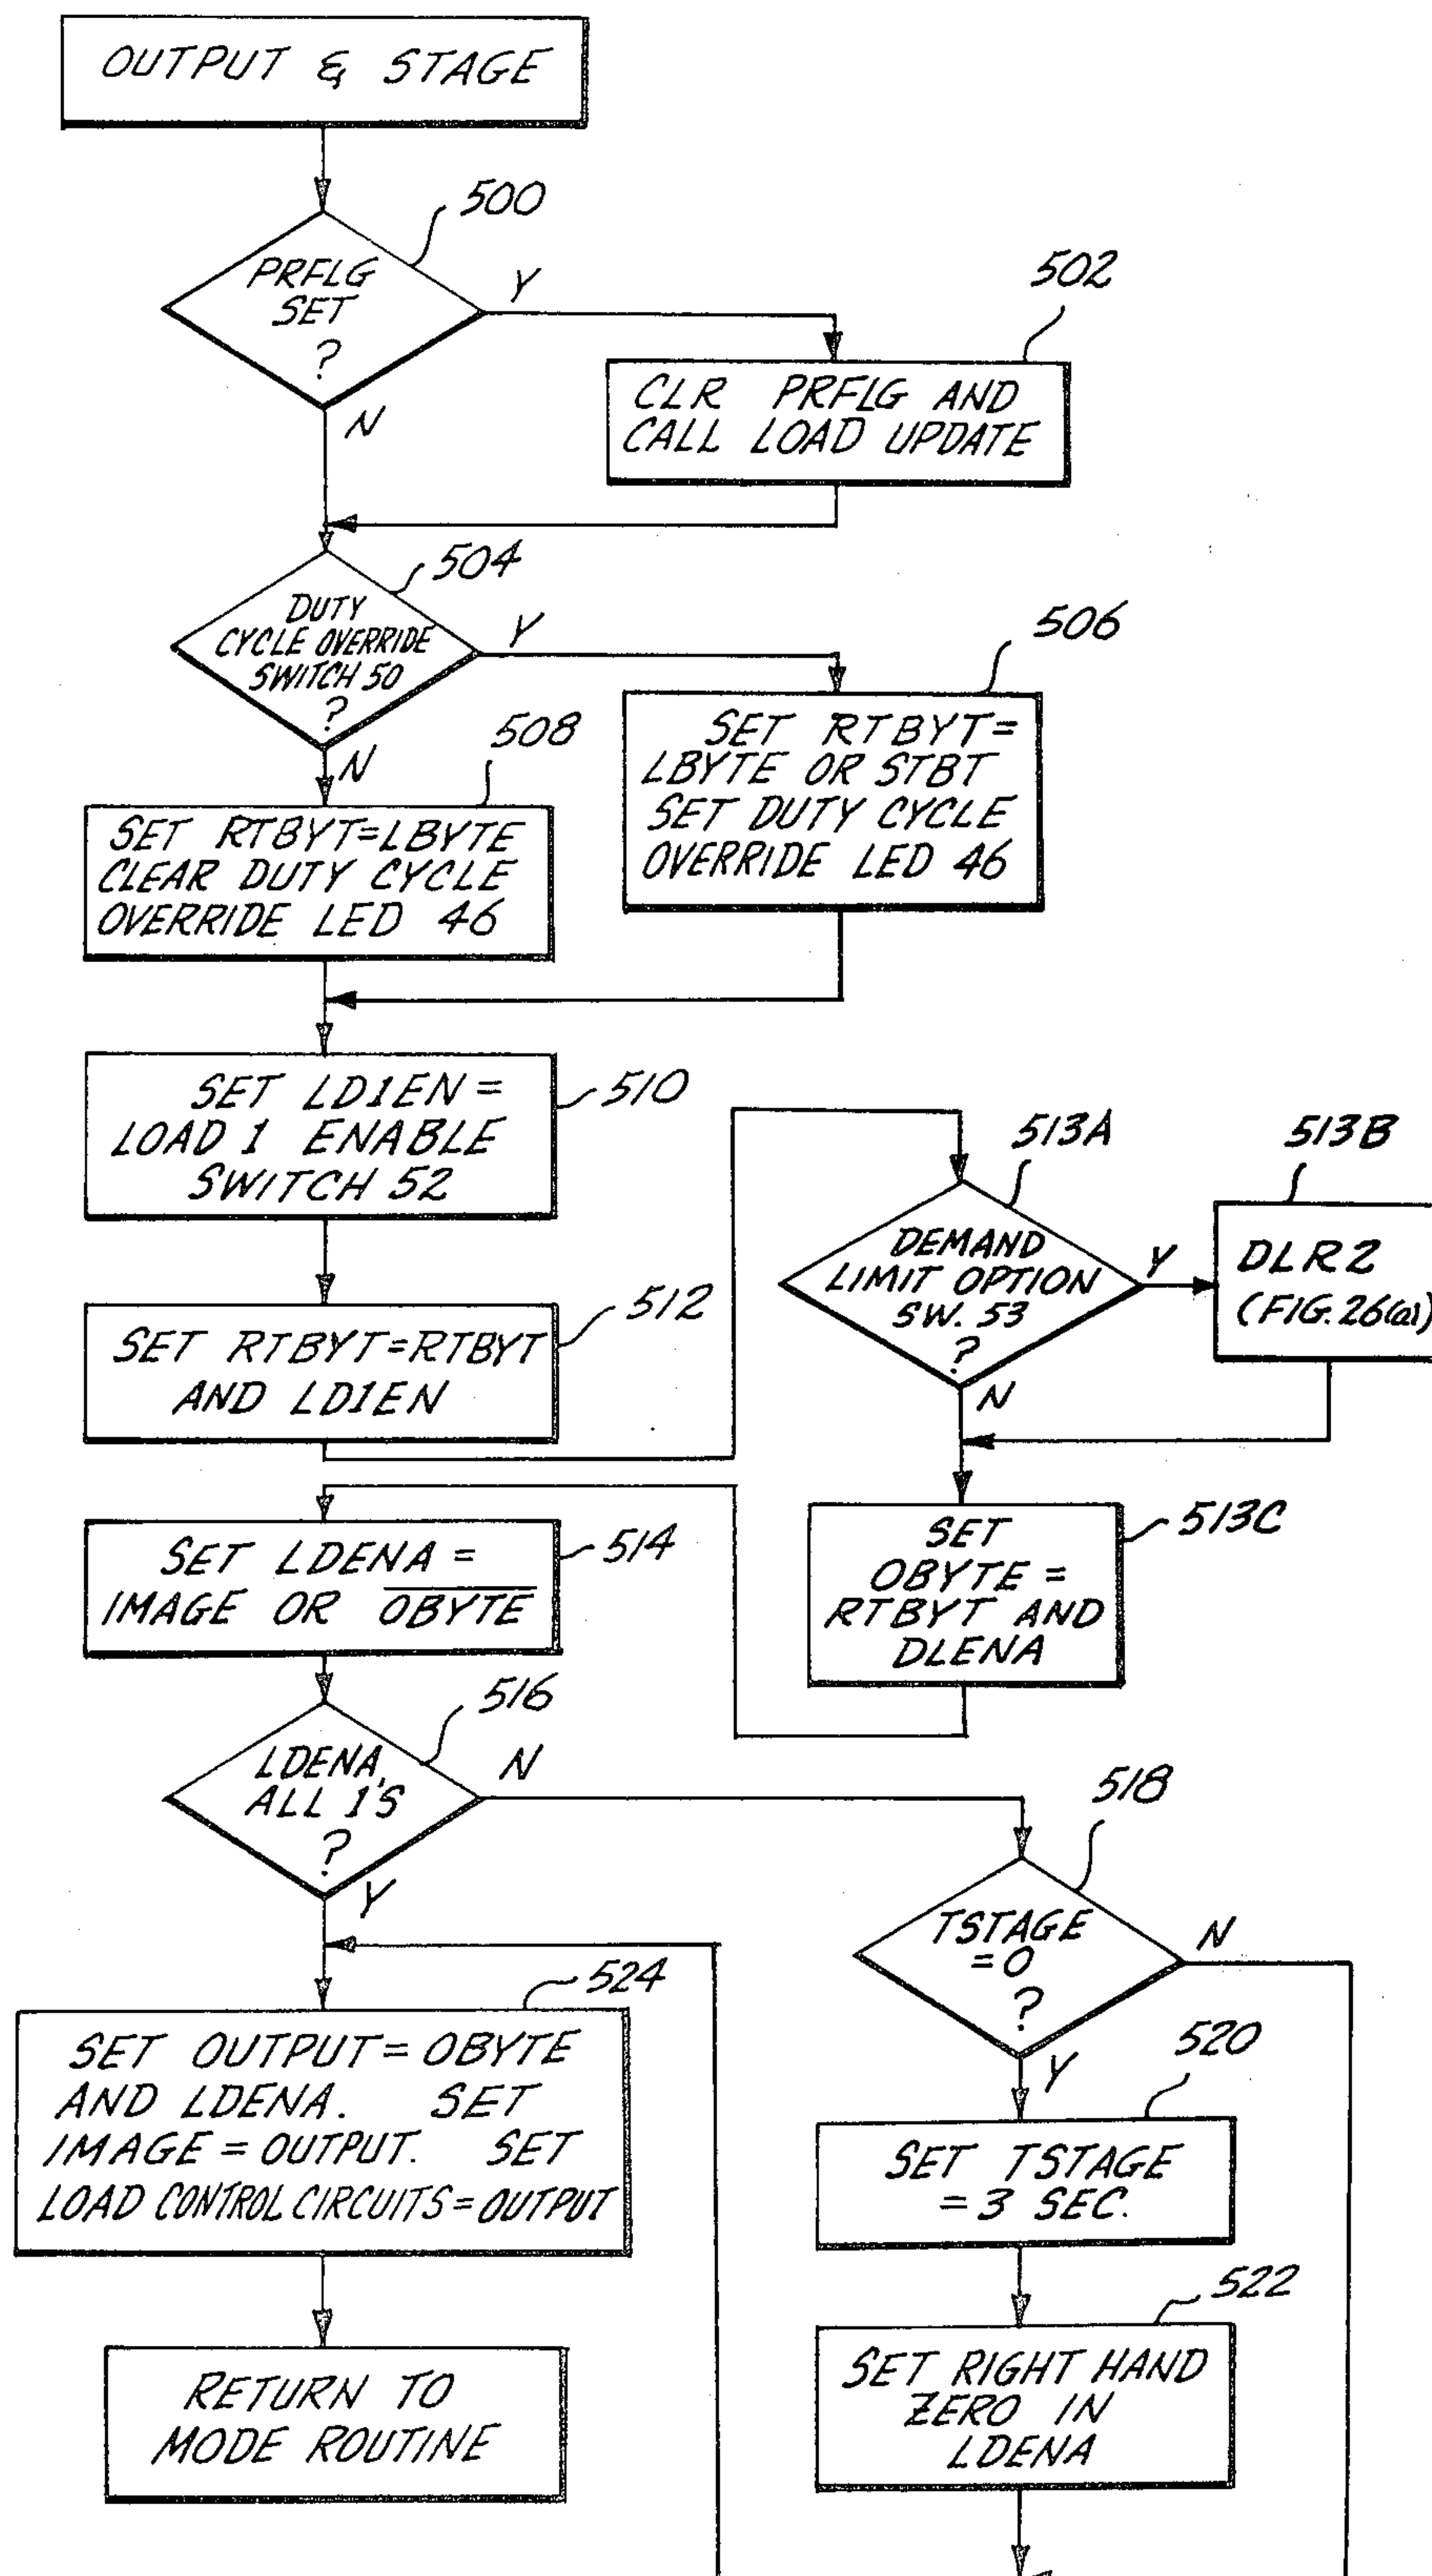 OUTPUT & STAGE
500
PRFLG
SET
?
Y
N
502
CLR PRFLG AND
CALL LOAD UPDATE
504
DUTY
CYCLE OVERRIDE
SWITCH 50
?
Y
N
506
SET RTBYT=
LBYTE OR STBT
SET DUTY CYCLE
OVERRIDE LED 46
508
SET RTBYT=LBYTE
CLEAR DUTY CYCLE
OVERRIDE LED 46
510
SET LD1EN =
LOAD 1 ENABLE
SWITCH 52
512
SET RTBYT=RTBYT
AND LD1EN
513A
DEMAND
LIMIT OPTION
SW. 53
?
Y
N
513B
DLR2
(FIG. 26(a))
513C
SET
OBYTE =
RTBYT AND
DLENA
514
SET LDENA =
IMAGE OR O̅B̅Y̅T̅E̅
516
LDENA,
ALL 1'S
?
N
Y
518
TSTAGE
=0
?
N
Y
520
SET TSTAGE
= 3 SEC.
522
SET RIGHT HAND
ZERO IN
LDENA
524
SET OUTPUT = OBYTE
AND LDENA. SET
IMAGE = OUTPUT. SET
LOAD CONTROL CIRCUITS = OUTPUT
RETURN TO
MODE ROUTINE